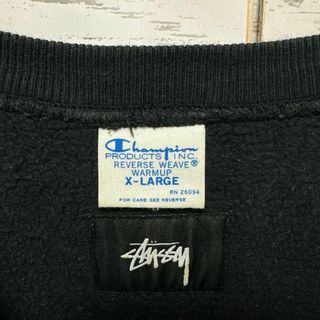 Champion
PRODUCTS INC.
REVERSE WEAVE®
WARMUP
X-LARGE
RN 26094
FOR CARE SEE REVERSE
STÜSSY